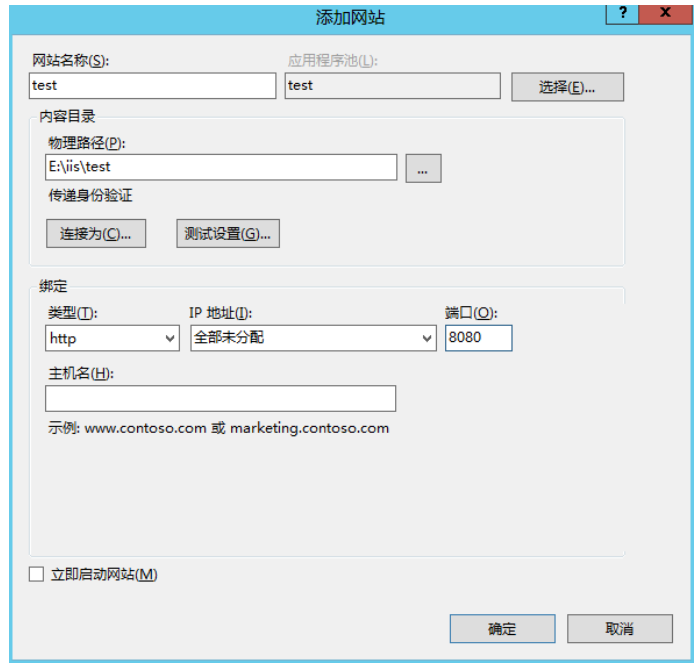 添加网站
? x
网站名称(S): 应用程序池(L):
test test 选择(E)...
内容目录
物理路径(P):
E:\iis\test ...
传递身份验证
连接为(C)... 测试设置(G)...
绑定
类型(T): IP 地址(I): 端口(O):
http 全部未分配 8080
主机名(H):
示例: www.contoso.com 或 marketing.contoso.com
立即启动网站(M)
确定 取消